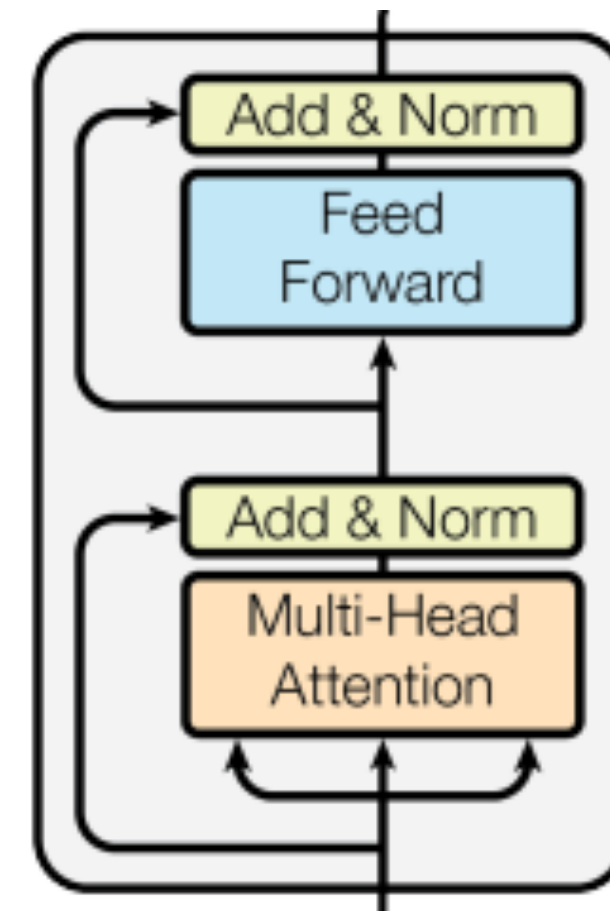 Add & Norm
Feed
Forward
Add & Norm
Multi-Head
Attention